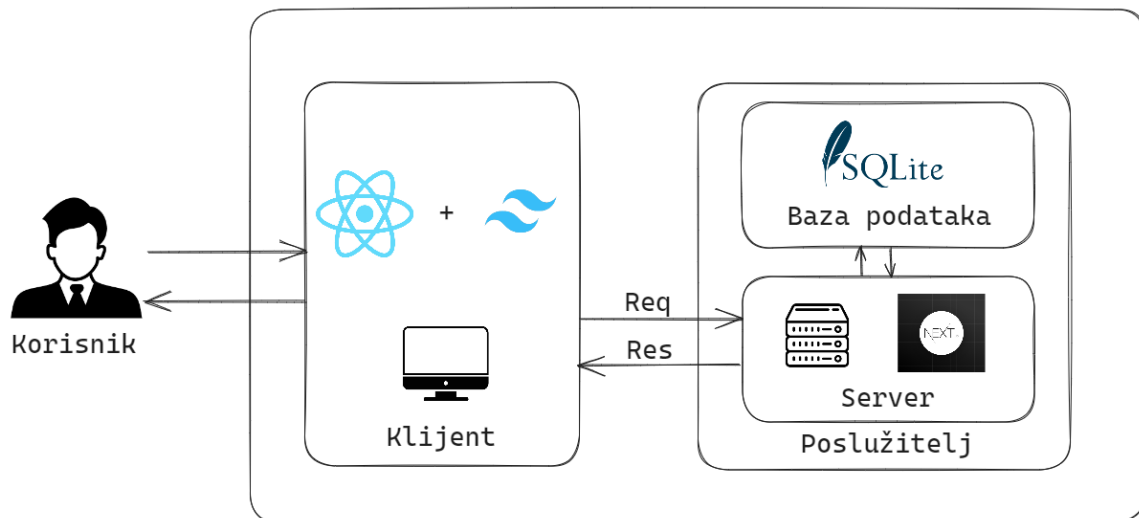 SQLite
Baza podataka
+
Req
NEXT
Res
Korisnik
Server
Klijent
Poslužitelj